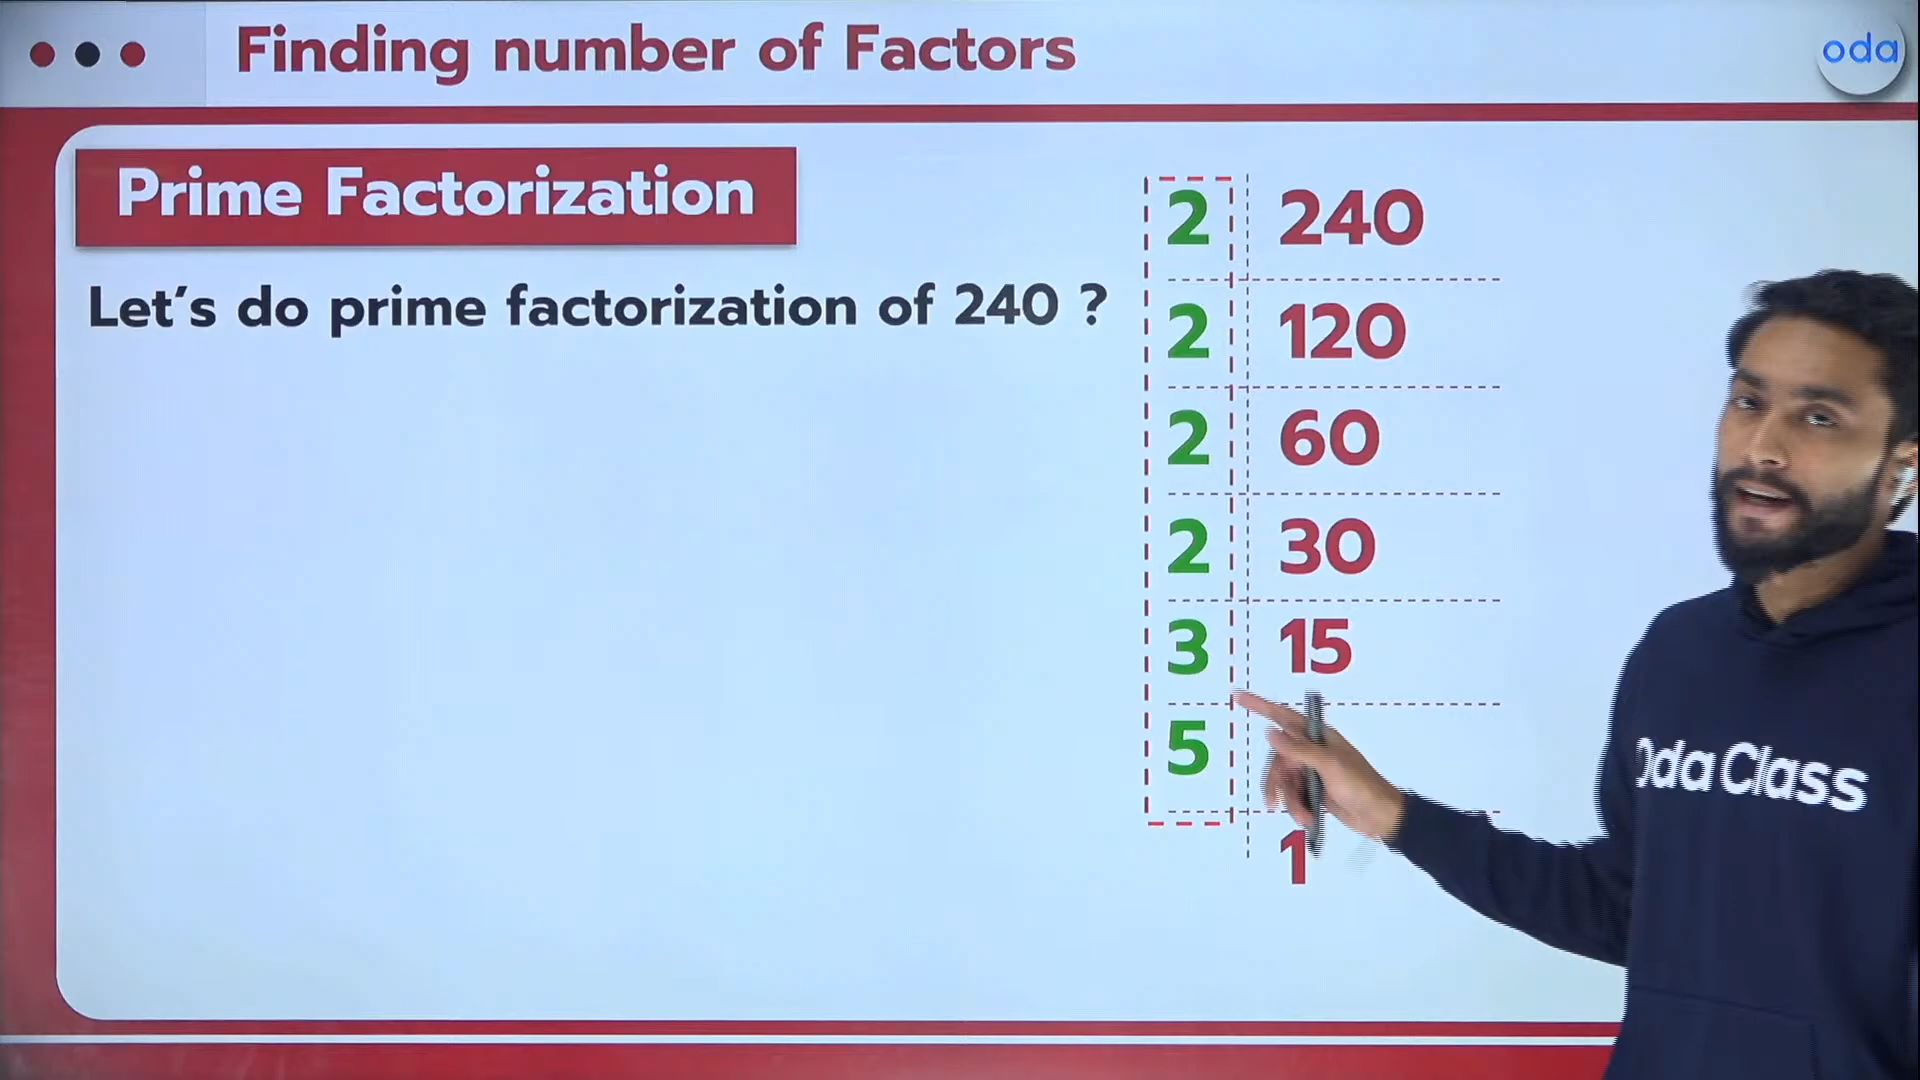 Finding number of Factors
oda
Prime Factorization
Let's do prime factorization of 240 ?
2 240
2 120
2 60
2 30
3 15
5
1
Oda Class